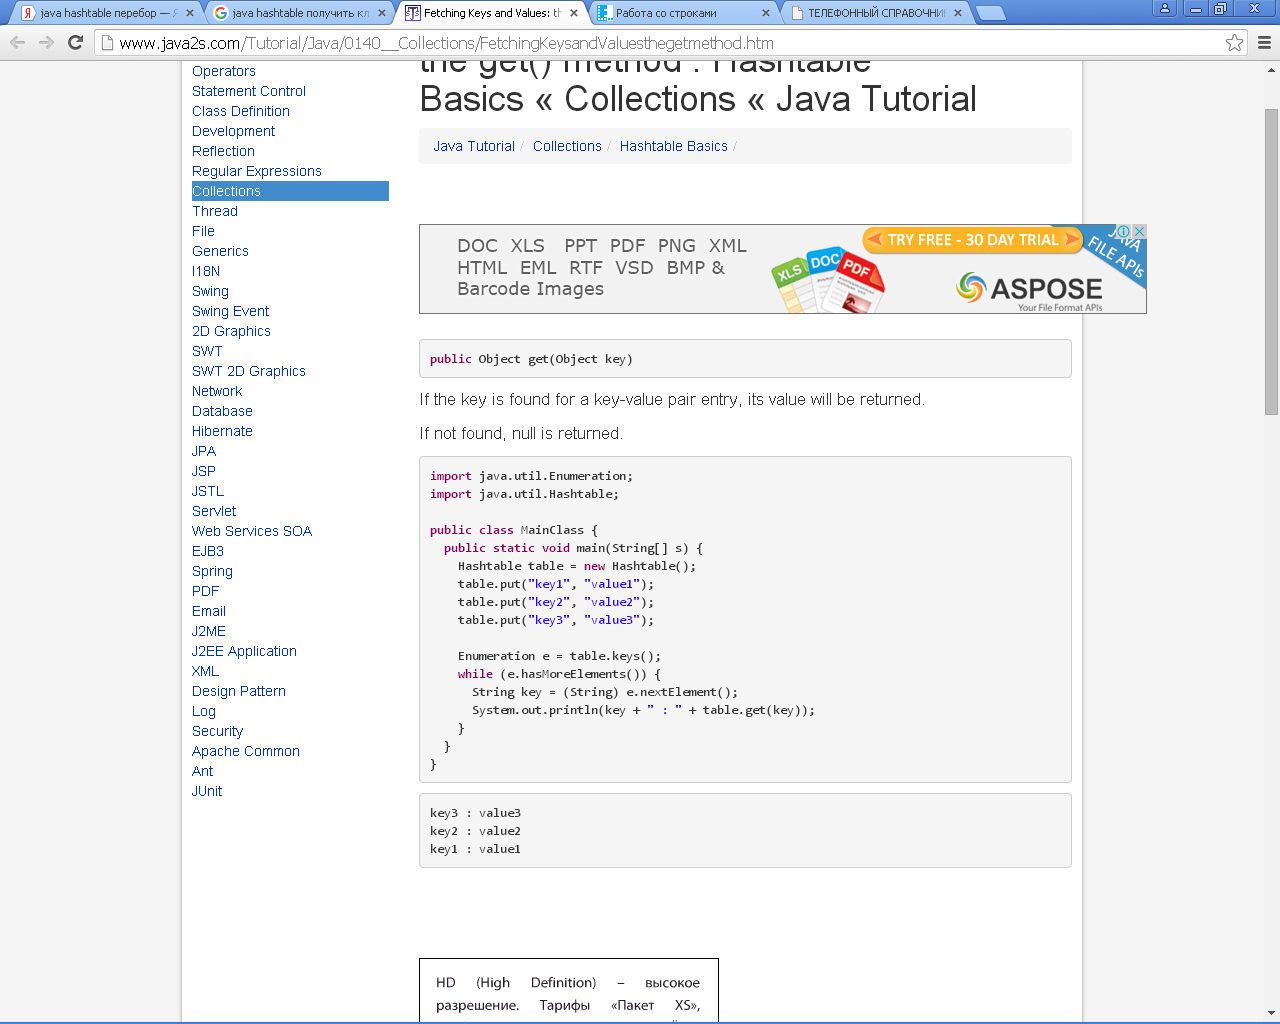 java hashtable перебор — Я
java hashtable получить кл
Fetching Keys and Values: th
Работа со строками
ТЕЛЕФОННЫЙ СПРАВОЧНИ
www.java2s.com/Tutorial/Java/0140__Collections/FetchingKeysandValuesthegetmethod.htm
Operators
Statement Control
Class Definition
Development
Reflection
Regular Expressions
Collections
Thread
File
Generics
I18N
Swing
Swing Event
2D Graphics
SWT
SWT 2D Graphics
Network
Database
Hibernate
JPA
JSP
JSTL
Servlet
Web Services SOA
EJB3
Spring
PDF
Email
J2ME
J2EE Application
XML
Design Pattern
Log
Security
Apache Common
Ant
JUnit
the get() method : Hashtable
Basics « Collections « Java Tutorial
Java Tutorial / Collections / Hashtable Basics /
DOC XLS PPT PDF PNG XML
HTML EML RTF VSD BMP &
Barcode Images
XLS DOC PDF
TRY FREE - 30 DAY TRIAL
JAVA
FILE APIs
ASPOSE
Your File Format APIs
public Object get(Object key)
If the key is found for a key-value pair entry, its value will be returned.
If not found, null is returned.
import java.util.Enumeration;
import java.util.Hashtable;
public class MainClass {
public static void main(String[] s) {
Hashtable table = new Hashtable();
table.put("key1", "value1");
table.put("key2", "value2");
table.put("key3", "value3");
Enumeration e = table.keys();
while (e.hasMoreElements()) {
String key = (String) e.nextElement();
System.out.println(key + " : " + table.get(key));
}
}
}
key3 : value3
key2 : value2
key1 : value1
HD (High Definition) – высокое
разрешение. Тарифы «Пакет XS»,